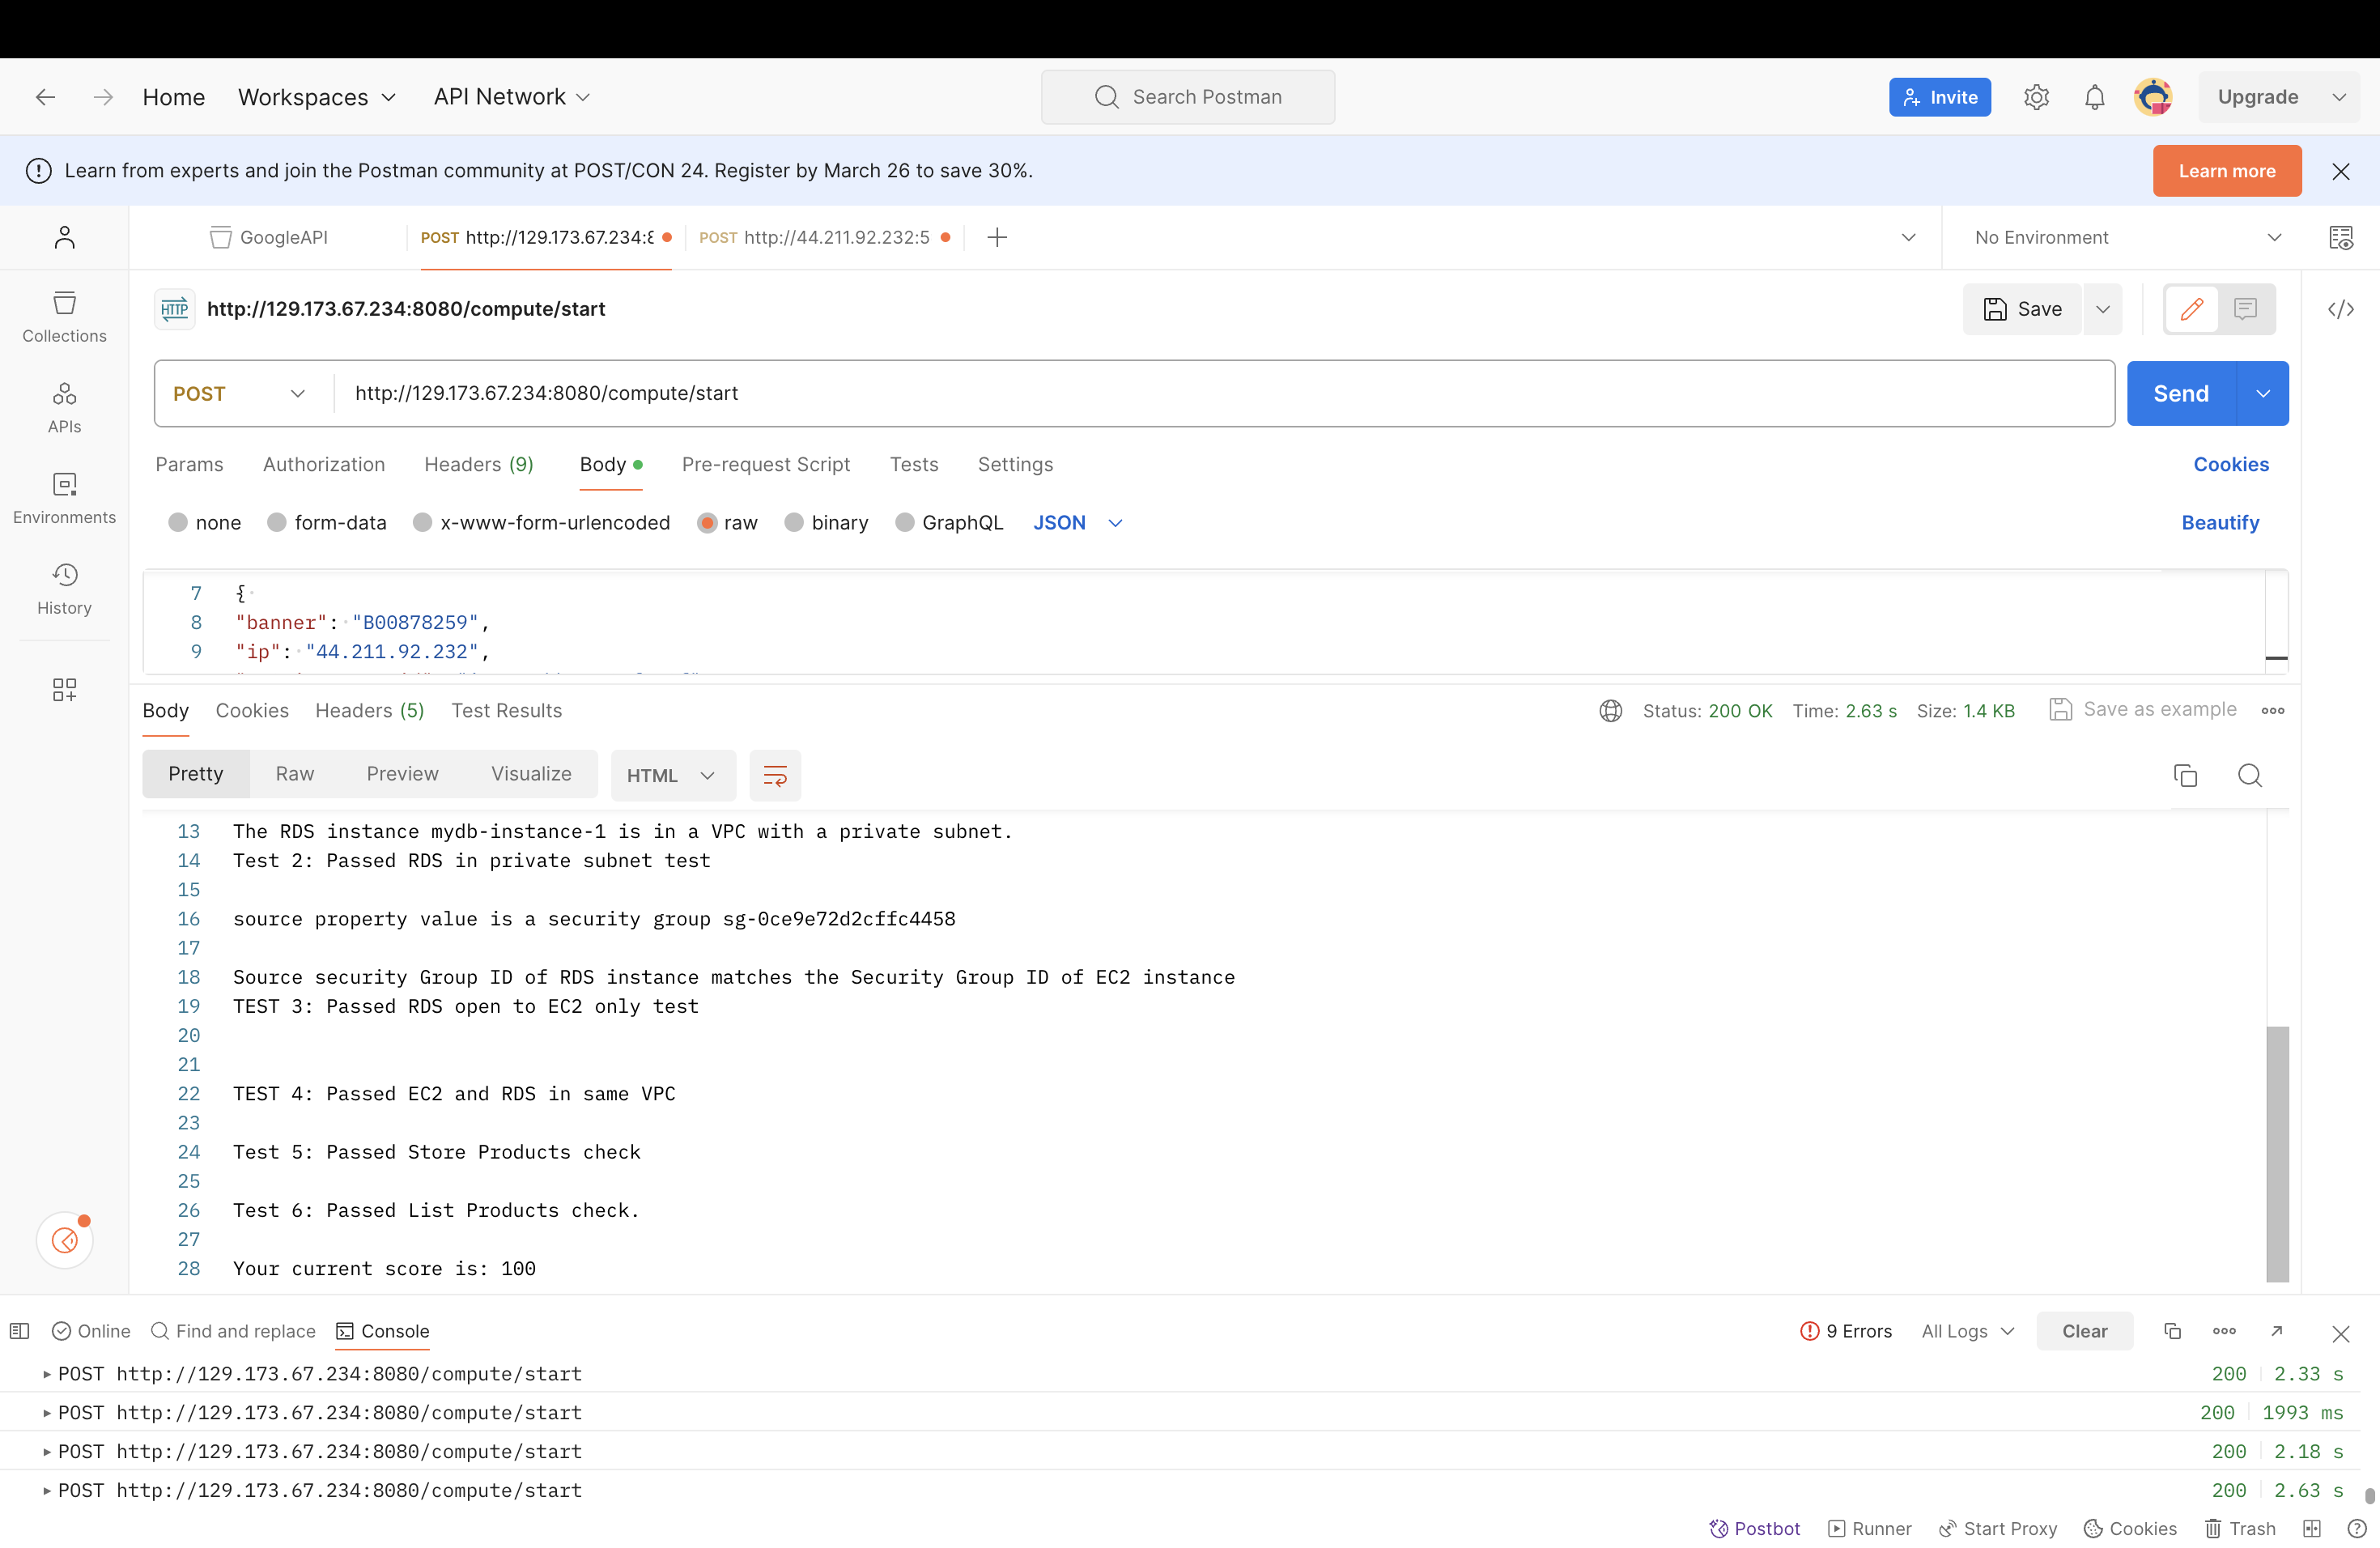 Home Workspaces API Network Search Postman Invite Upgrade
Learn from experts and join the Postman community at POST/CON 24. Register by March 26 to save 30%. Learn more
GoogleAPI POST http://129.173.67.234:8 POST http://44.211.92.232:5 No Environment
HTTP http://129.173.67.234:8080/compute/start Save
Collections
POST http://129.173.67.234:8080/compute/start Send
APIs
Params Authorization Headers (9) Body Pre-request Script Tests Settings Cookies
Environments
none form-data x-www-form-urlencoded raw binary GraphQL JSON Beautify
History
7 {
8 "banner": "B00878259",
9 "ip": "44.211.92.232",
Body Cookies Headers (5) Test Results Status: 200 OK Time: 2.63 s Size: 1.4 KB Save as example
Pretty Raw Preview Visualize HTML
13 The RDS instance mydb-instance-1 is in a VPC with a private subnet.
14 Test 2: Passed RDS in private subnet test
15
16 source property value is a security group sg-0ce9e72d2cffc4458
17
18 Source security Group ID of RDS instance matches the Security Group ID of EC2 instance
19 TEST 3: Passed RDS open to EC2 only test
20
21
22 TEST 4: Passed EC2 and RDS in same VPC
23
24 Test 5: Passed Store Products check
25
26 Test 6: Passed List Products check.
27
28 Your current score is: 100
Online Find and replace Console 9 Errors All Logs Clear
POST http://129.173.67.234:8080/compute/start 200 2.33 s
POST http://129.173.67.234:8080/compute/start 200 1993 ms
POST http://129.173.67.234:8080/compute/start 200 2.18 s
POST http://129.173.67.234:8080/compute/start 200 2.63 s
Postbot Runner Start Proxy Cookies Trash